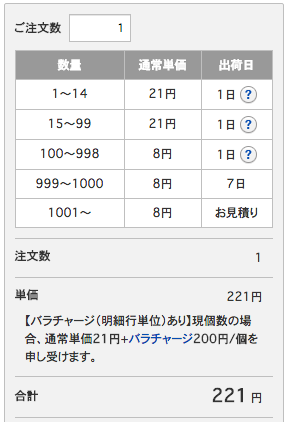 ご注文数 1
数量 通常単価 出荷日
1～14 21円 1日 ?
15～99 21円 1日 ?
100～998 8円 1日 ?
999～1000 8円 7日
1001～ 8円 お見積り
注文数 1
単価 221円
【バラチャージ（明細行単位）あり】現個数の場
合、通常単価21円+バラチャージ200円/個を
申し受けます。
合計 221 円